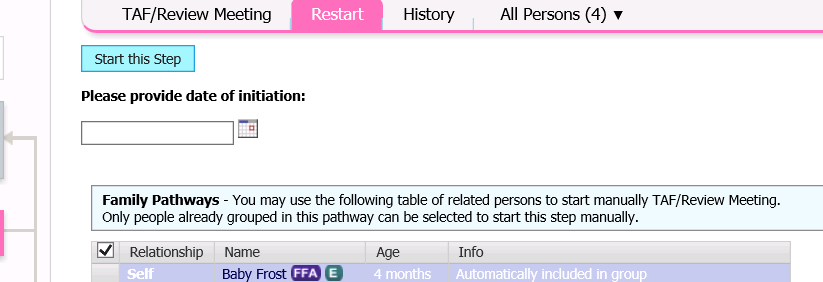 TAF/Review Meeting Restart History All Persons (4) ▼
Start this Step
Please provide date of initiation:
Family Pathways - You may use the following table of related persons to start manually TAF/Review Meeting.
Only people already grouped in this pathway can be selected to start this step manually.
Relationship Name Age Info
Self Baby Frost FFA E 4 months Automatically included in group